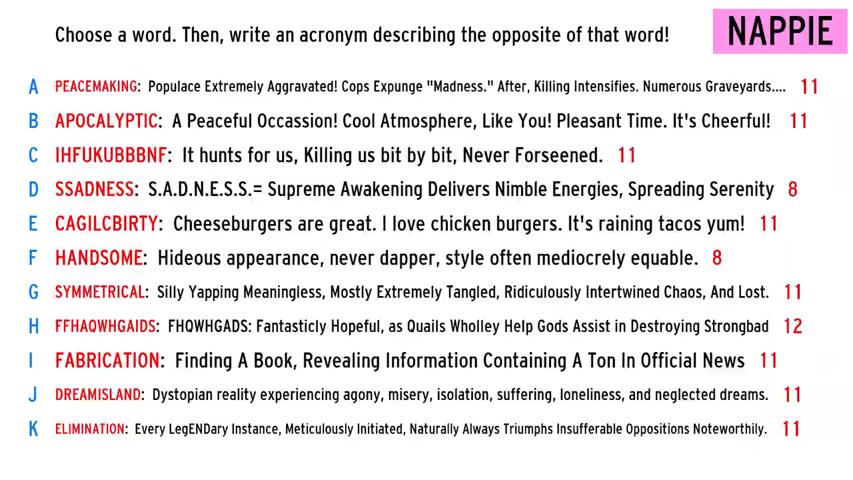 Choose a word. Then, write an acronym describing the opposite of that word!
NAPPIE
A PEACEMAKING: Populace Extremely Aggravated! Cops Expunge "Madness." After, Killing Intensifies. Numerous Graveyards.... 11
B APOCALYPTIC: A Peaceful Occassion! Cool Atmosphere, Like You! Pleasant Time. It's Cheerful! 11
C IHFUKUBBBNF: It hunts for us, Killing us bit by bit, Never Forseened. 11
D SSADNESS: S.A.D.N.E.S.S.= Supreme Awakening Delivers Nimble Energies, Spreading Serenity 8
E CAGILCBIRTY: Cheeseburgers are great. I love chicken burgers. It's raining tacos yum! 11
F HANDSOME: Hideous appearance, never dapper, style often mediocrely equable. 8
G SYMMETRICAL: Silly Yapping Meaningless, Mostly Extremely Tangled, Ridiculously Intertwined Chaos, And Lost. 11
H FFHAQWHGAIDS: FHQWHGADS: Fantasticly Hopeful, as Quails Wholley Help Gods Assist in Destroying Strongbad 12
I FABRICATION: Finding A Book, Revealing Information Containing A Ton In Official News 11
J DREAMISLAND: Dystopian reality experiencing agony, misery, isolation, suffering, loneliness, and neglected dreams. 11
K ELIMINATION: Every LegENDary Instance, Meticulously Initiated, Naturally Always Triumphs Insufferable Oppositions Noteworthily. 11